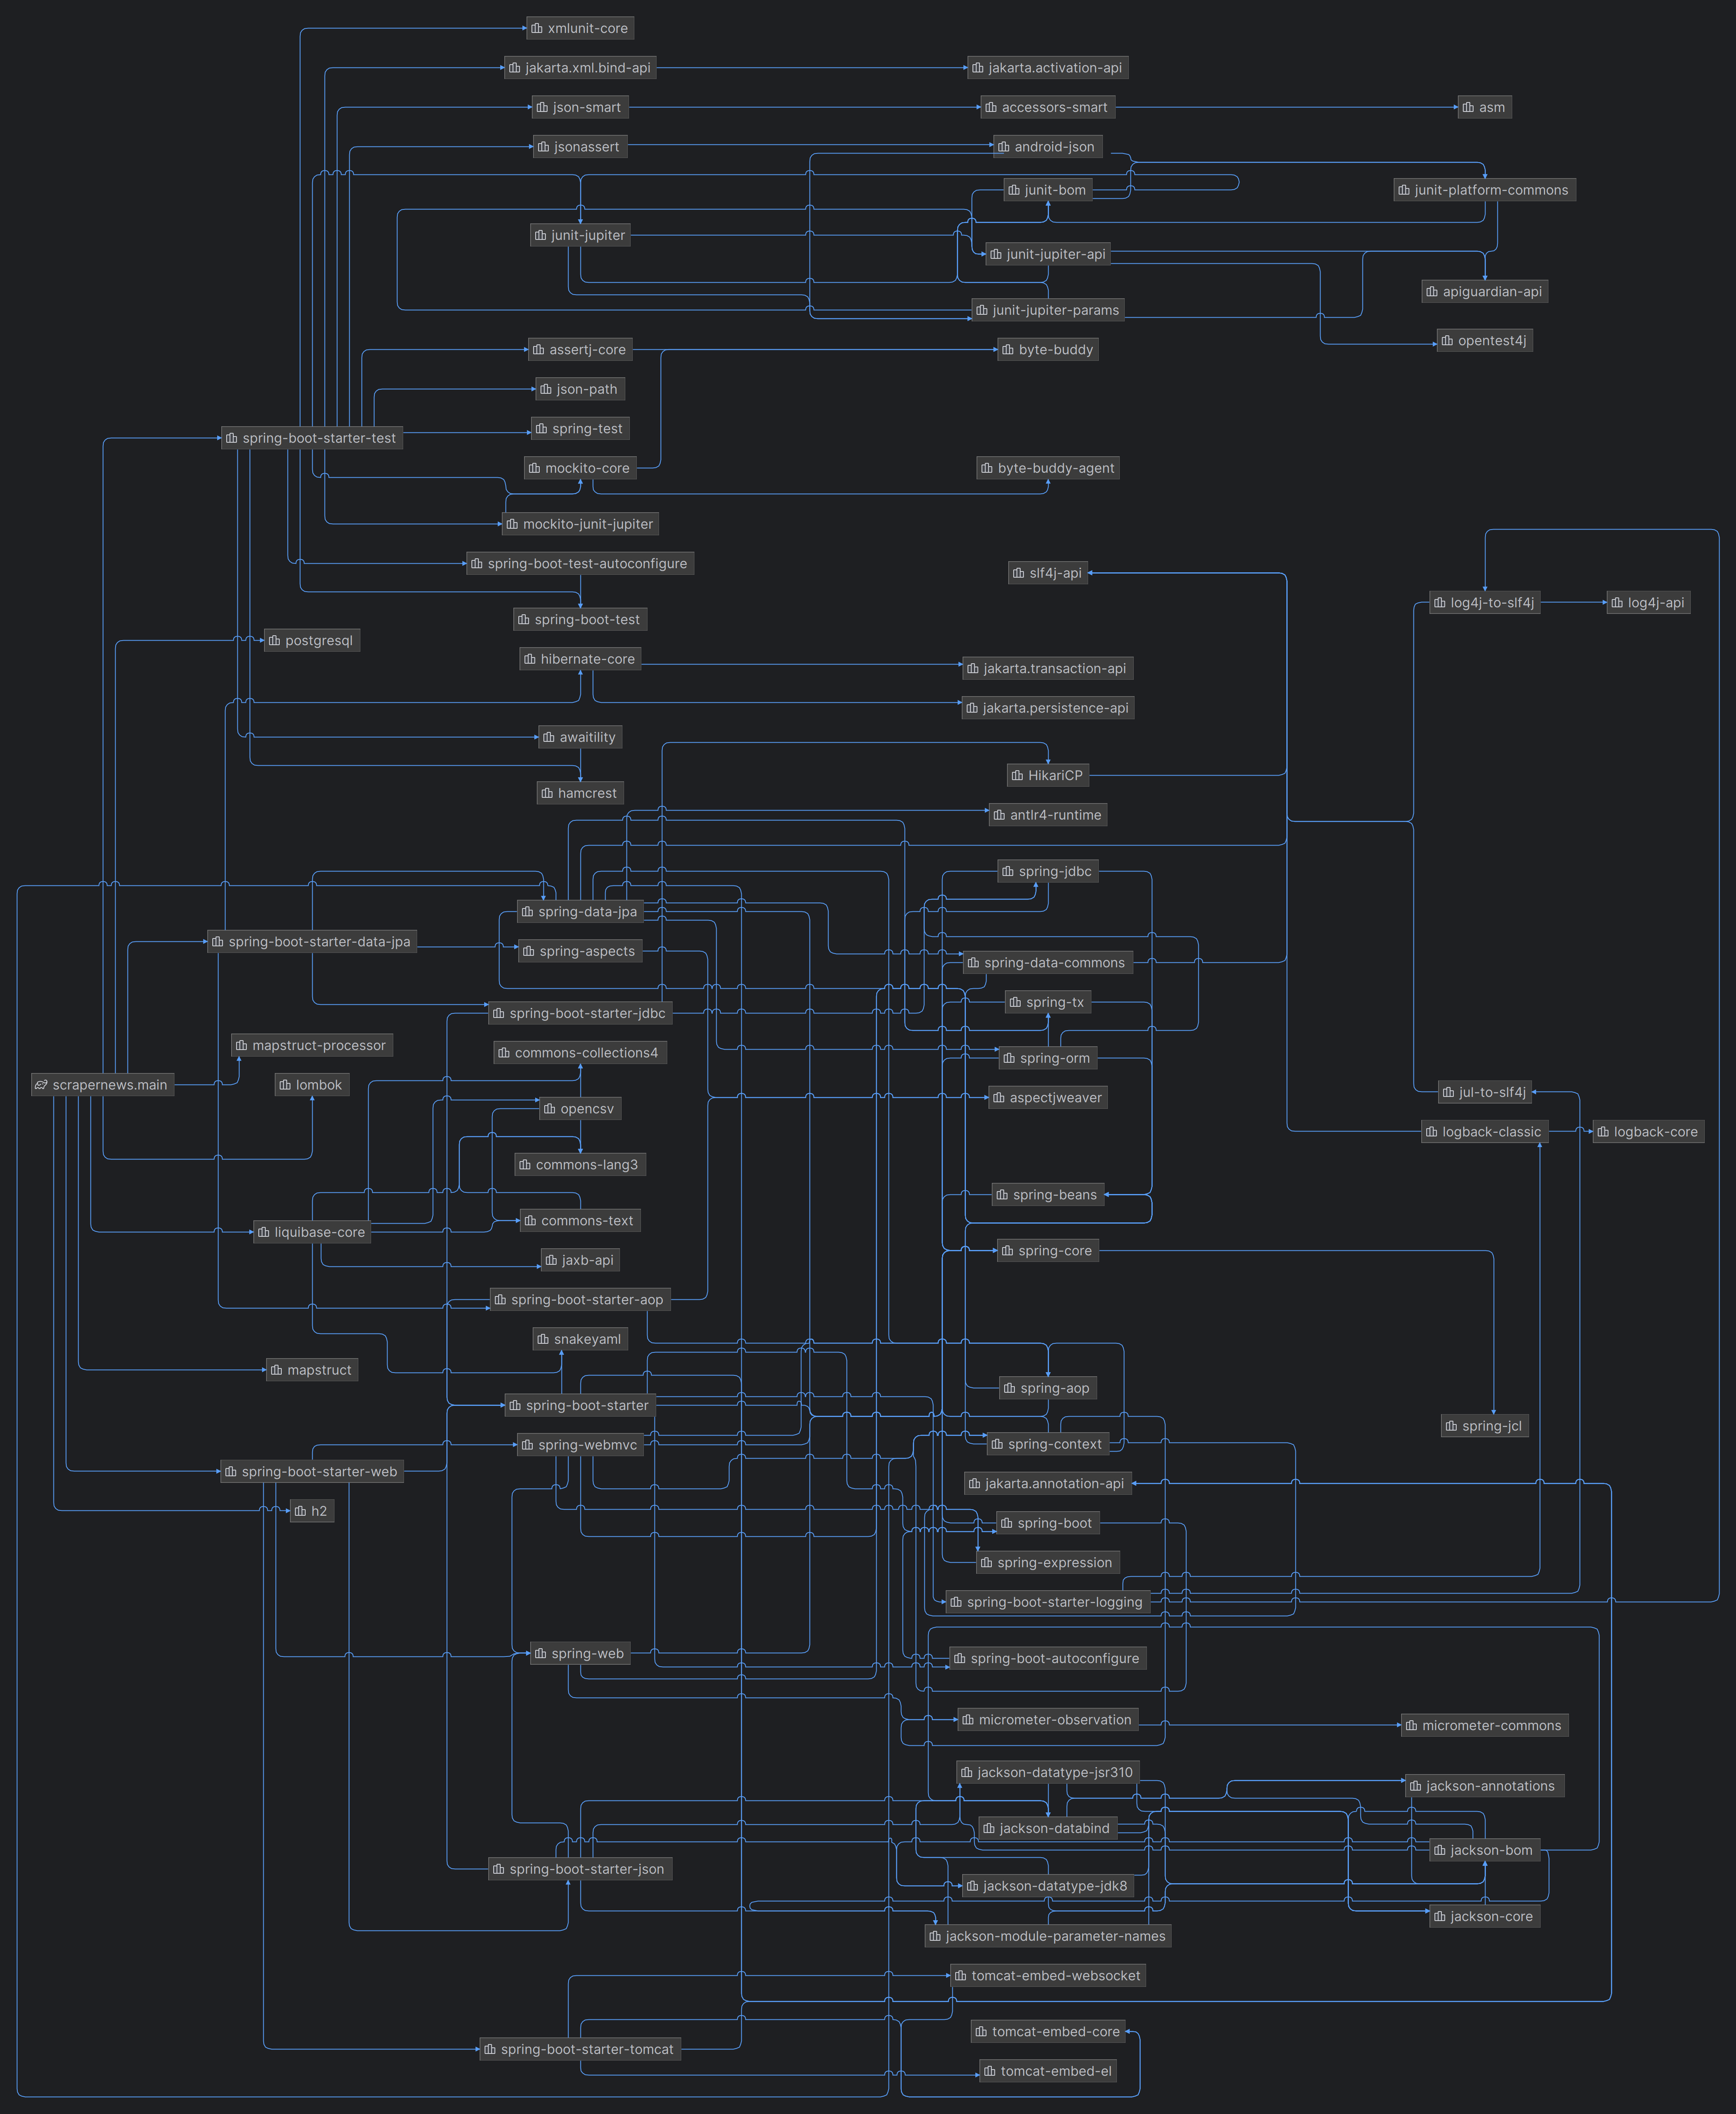 xmlunit-core
jakarta.xml.bind-api
jakarta.activation-api
json-smart
accessors-smart
asm
jsonassert
android-json
junit-bom
junit-platform-commons
junit-jupiter
junit-jupiter-api
apiguardian-api
junit-jupiter-params
opentest4j
assertj-core
byte-buddy
json-path
spring-test
spring-boot-starter-test
mockito-core
byte-buddy-agent
mockito-junit-jupiter
spring-boot-test-autoconfigure
slf4j-api
log4j-to-slf4j
log4j-api
spring-boot-test
postgresql
hibernate-core
jakarta.transaction-api
jakarta.persistence-api
awaitility
HikariCP
hamcrest
antlr4-runtime
spring-jdbc
spring-data-jpa
spring-boot-starter-data-jpa
spring-aspects
spring-data-commons
spring-tx
spring-boot-starter-jdbc
mapstruct-processor
commons-collections4
spring-orm
scrapernews.main
lombok
jul-to-slf4j
aspectjweaver
opencsv
logback-classic
logback-core
commons-lang3
spring-beans
commons-text
liquibase-core
spring-core
jaxb-api
spring-boot-starter-aop
snakeyaml
mapstruct
spring-aop
spring-boot-starter
spring-jcl
spring-webmvc
spring-context
spring-boot-starter-web
jakarta.annotation-api
h2
spring-boot
spring-expression
spring-boot-starter-logging
spring-web
spring-boot-autoconfigure
micrometer-observation
micrometer-commons
jackson-datatype-jsr310
jackson-annotations
jackson-databind
jackson-bom
spring-boot-starter-json
jackson-datatype-jdk8
jackson-core
jackson-module-parameter-names
tomcat-embed-websocket
tomcat-embed-core
spring-boot-starter-tomcat
tomcat-embed-el